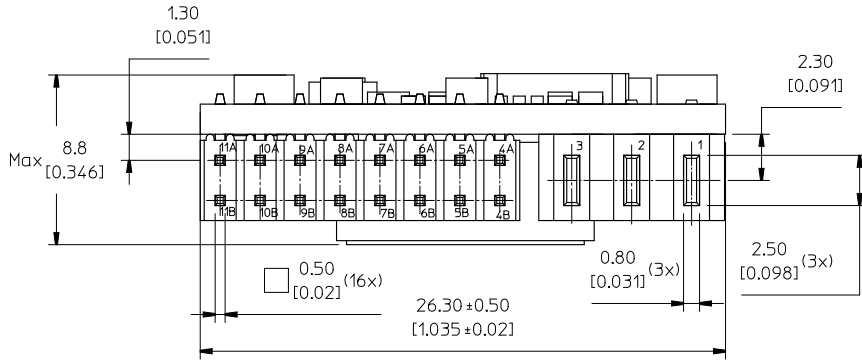 1.30
[0.051]
2.30
[0.091]
Max 8.8
[0.346]
11A 10A 9A 8A 7A 6A 5A 4A 3 2 1
11B 10B 9B 8B 7B 6B 5B 4B
0.50 (16x)
[0.02]
0.80 (3x)
[0.031]
2.50 (3x)
[0.098]
26.30 ±0.50
[1.035 ±0.02]